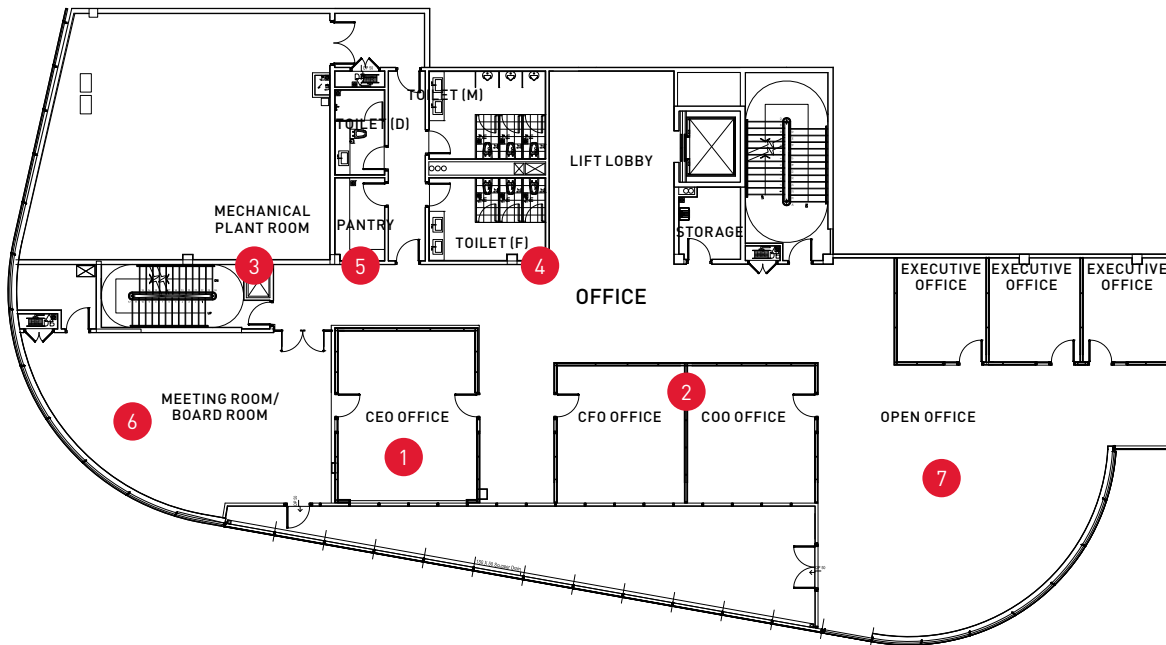 TOILET (M)
TOILET (D)
LIFT LOBBY
MECHANICAL
PLANT ROOM
PANTRY
TOILET (F)
STORAGE
3
5
4
OFFICE
EXECUTIVE
OFFICE
EXECUTIVE
OFFICE
EXECUTIVE
OFFICE
MEETING ROOM/
BOARD ROOM
6
CEO OFFICE
1
CFO OFFICE
2
COO OFFICE
OPEN OFFICE
7